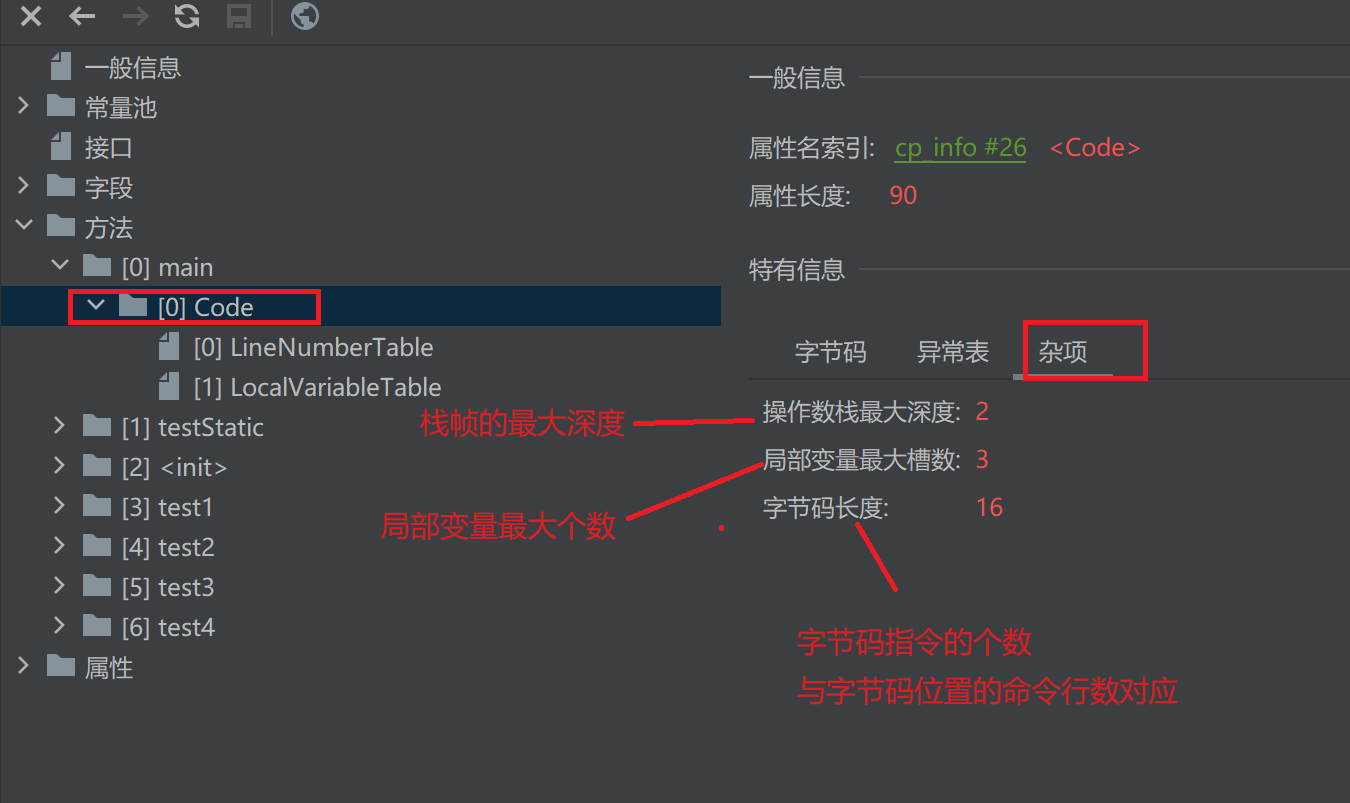 一般信息
常量池
接口
字段
方法
[0] main
[0] Code
[0] LineNumberTable
[1] LocalVariableTable
[1] testStatic
[2] <init>
[3] test1
[4] test2
[5] test3
[6] test4
属性
一般信息
属性名索引: cp_info #26 <Code>
属性长度: 90
特有信息
字节码 异常表 杂项
栈帧的最大深度
操作数栈最大深度: 2
局部变量最大槽数: 3
局部变量最大个数
字节码长度: 16
字节码指令的个数
与字节码位置的命令行数对应